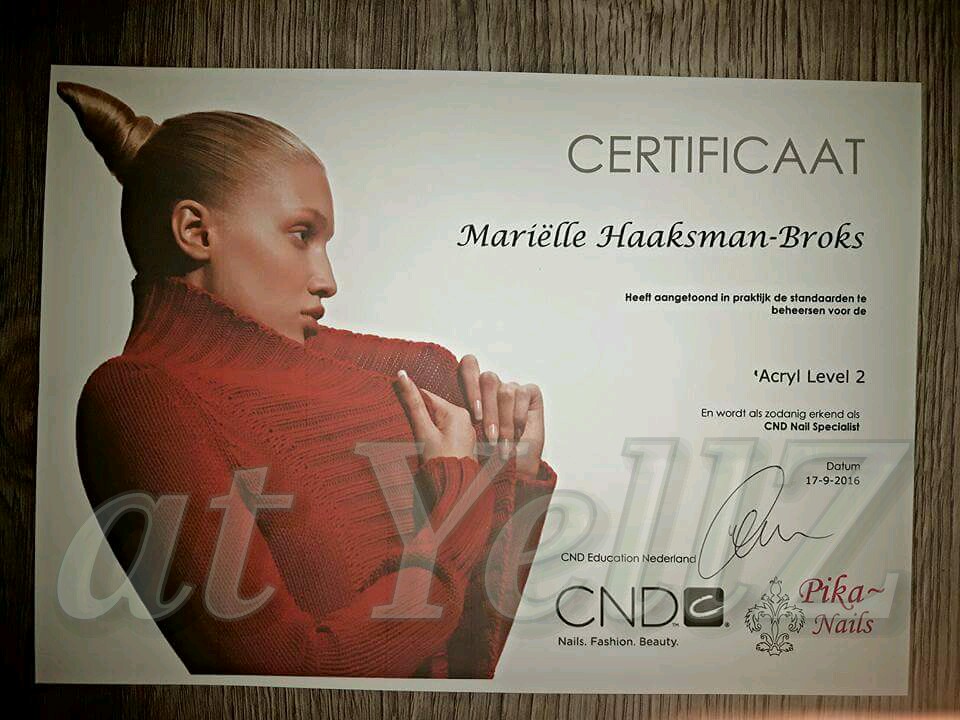 CERTIFICAAT
Mariëlle Haaksman-Broks
Heeft aangetoond in praktijk de standaarden te
beheersen voor de
'Acryl Level 2
En wordt als zodanig erkend als
CND Nail Specialist
Datum
17-9-2016
at YellZ
CND Education Nederland
CND™ c®
Nails. Fashion. Beauty.
Pika~
Nails